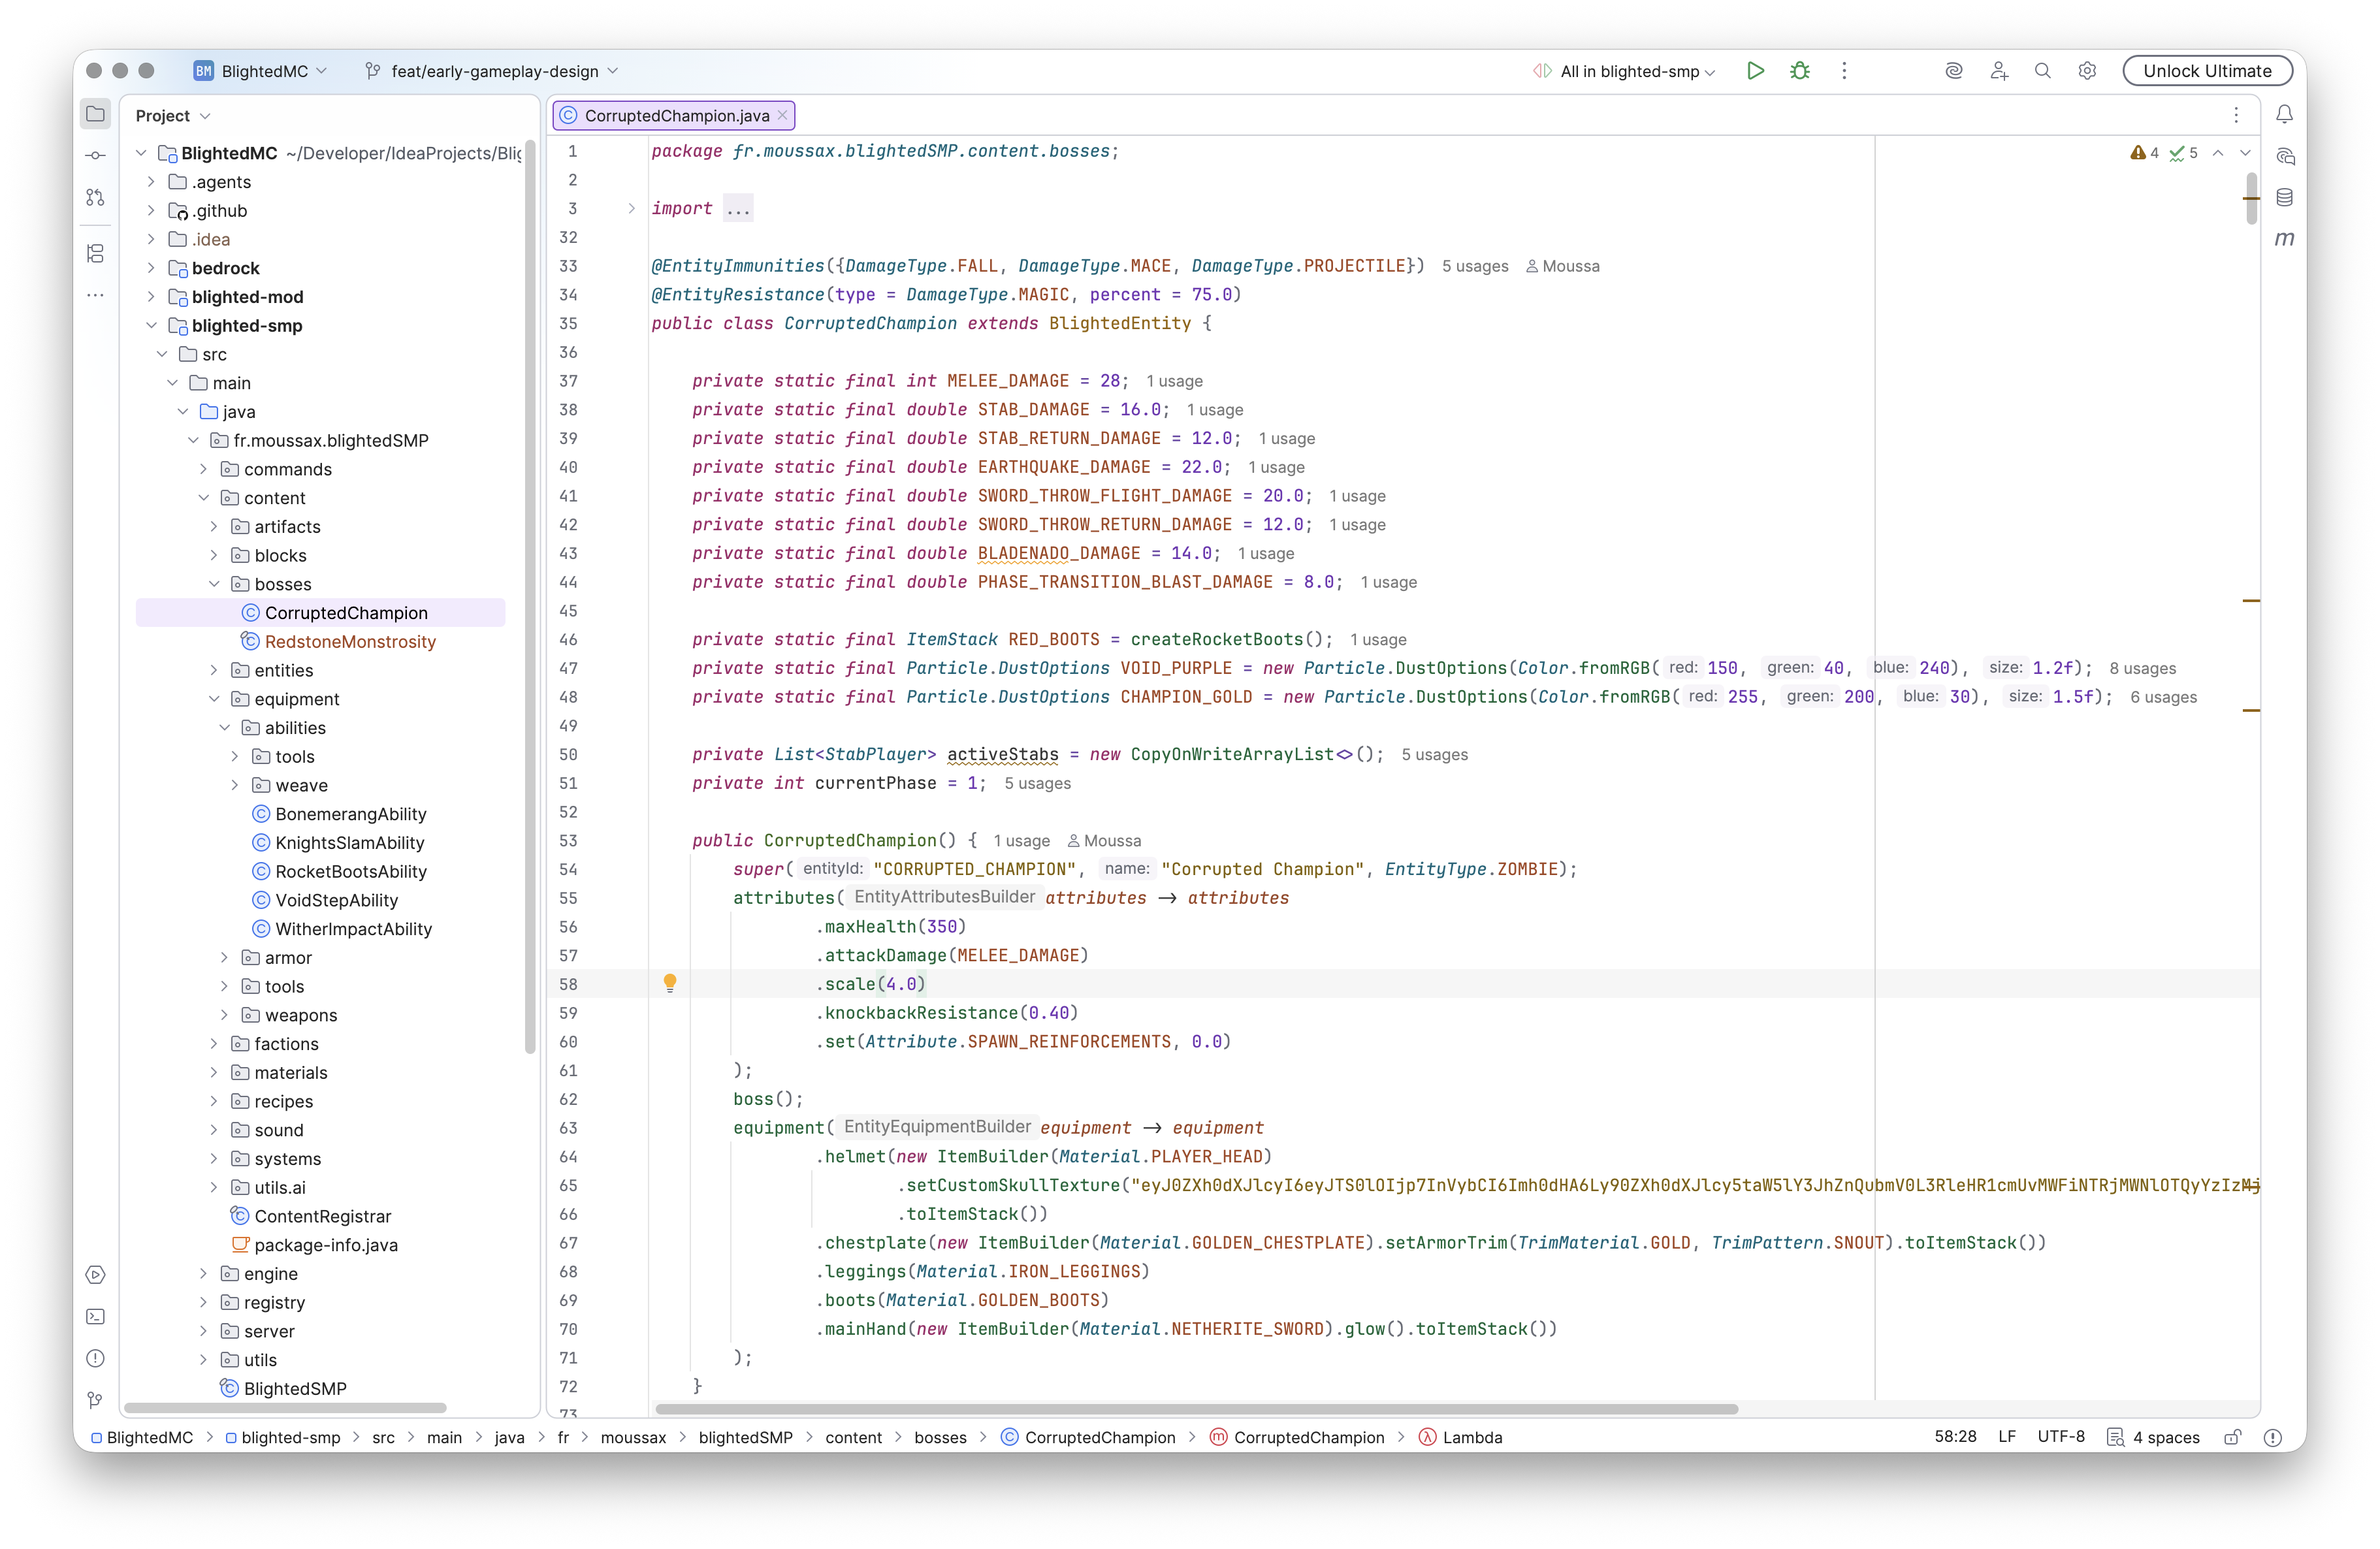 BM BlightedMC feat/early-gameplay-design All in blighted-smp Unlock Ultimate
Project
BlightedMC ~/Developer/IdeaProjects/Blig
.agents
.github
.idea
bedrock
blighted-mod
blighted-smp
src
main
java
fr.moussax.blightedSMP
commands
content
artifacts
blocks
bosses
CorruptedChampion
RedstoneMonstrosity
entities
equipment
abilities
tools
weave
BonemerangAbility
KnightsSlamAbility
RocketBootsAbility
VoidStepAbility
WitherImpactAbility
armor
tools
weapons
factions
materials
recipes
sound
systems
utils.ai
ContentRegistrar
package-info.java
engine
registry
server
utils
BlightedSMP
CorruptedChampion.java
4 5
1 package fr.moussax.blightedSMP.content.bosses;
2
3 import ...
32
33 @EntityImmunities({DamageType.FALL, DamageType.MACE, DamageType.PROJECTILE}) 5 usages Moussa
34 @EntityResistance(type = DamageType.MAGIC, percent = 75.0)
35 public class CorruptedChampion extends BlightedEntity {
36
37 private static final int MELEE_DAMAGE = 28; 1 usage
38 private static final double STAB_DAMAGE = 16.0; 1 usage
39 private static final double STAB_RETURN_DAMAGE = 12.0; 1 usage
40 private static final double EARTHQUAKE_DAMAGE = 22.0; 1 usage
41 private static final double SWORD_THROW_FLIGHT_DAMAGE = 20.0; 1 usage
42 private static final double SWORD_THROW_RETURN_DAMAGE = 12.0; 1 usage
43 private static final double BLADENADO_DAMAGE = 14.0; 1 usage
44 private static final double PHASE_TRANSITION_BLAST_DAMAGE = 8.0; 1 usage
45
46 private static final ItemStack RED_BOOTS = createRocketBoots(); 1 usage
47 private static final Particle.DustOptions VOID_PURPLE = new Particle.DustOptions(Color.fromRGB( red: 150, green: 40, blue: 240), size: 1.2f); 8 usages
48 private static final Particle.DustOptions CHAMPION_GOLD = new Particle.DustOptions(Color.fromRGB( red: 255, green: 200, blue: 30), size: 1.5f); 6 usages
49
50 private List<StabPlayer> activeStabs = new CopyOnWriteArrayList<>(); 5 usages
51 private int currentPhase = 1; 5 usages
52
53 public CorruptedChampion() { 1 usage Moussa
54 super( entityId: "CORRUPTED_CHAMPION", name: "Corrupted Champion", EntityType.ZOMBIE);
55 attributes( EntityAttributesBuilder attributes -> attributes
56 .maxHealth(350)
57 .attackDamage(MELEE_DAMAGE)
58 .scale(4.0)
59 .knockbackResistance(0.40)
60 .set(Attribute.SPAWN_REINFORCEMENTS, 0.0)
61 );
62 boss();
63 equipment( EntityEquipmentBuilder equipment -> equipment
64 .helmet(new ItemBuilder(Material.PLAYER_HEAD)
65 .setCustomSkullTexture("eyJ0ZXh0dXJlcyI6eyJTS0lOIjp7InVybCI6Imh0dHA6Ly90ZXh0dXJlcy5taW5lY3JhZnQubmV0L3RleHR1cmUvMWFiNTRjMWNlOTQyYzIzMj
66 .toItemStack())
67 .chestplate(new ItemBuilder(Material.GOLDEN_CHESTPLATE).setArmorTrim(TrimMaterial.GOLD, TrimPattern.SNOUT).toItemStack())
68 .leggings(Material.IRON_LEGGINGS)
69 .boots(Material.GOLDEN_BOOTS)
70 .mainHand(new ItemBuilder(Material.NETHERITE_SWORD).glow().toItemStack())
71 );
72 }
73
BlightedMC > blighted-smp > src > main > java > fr > moussax > blightedSMP > content > bosses > CorruptedChampion > CorruptedChampion > Lambda 58:28 LF UTF-8 4 spaces